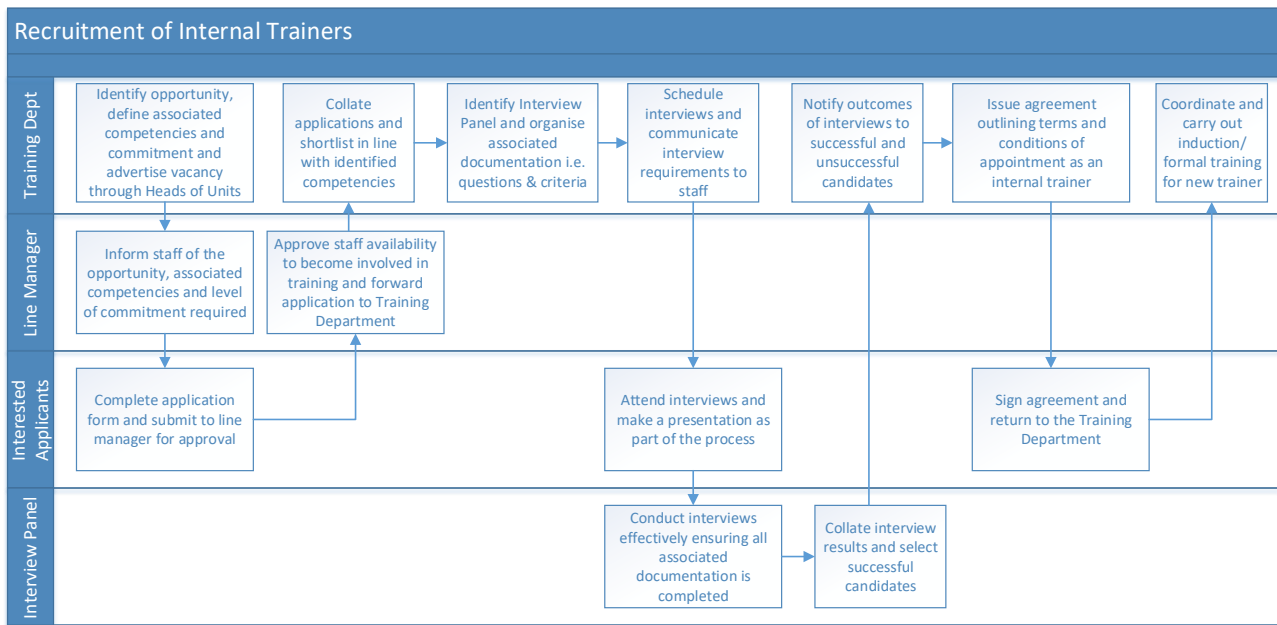 Recruitment of Internal Trainers
Training Dept
Identify opportunity,
define associated
competencies and
commitment and
advertise vacancy
through Heads of Units
Collate
applications and
shortlist in line
with identified
competencies
Identify Interview
Panel and organise
associated
documentation i.e.
questions & criteria
Schedule
interviews and
communicate
interview
requirements to
staff
Notify outcomes
of interviews to
successful and
unsuccessful
candidates
Issue agreement
outlining terms and
conditions of
appointment as an
internal trainer
Coordinate and
carry out
induction/
formal training
for new trainer
Line Manager
Inform staff of the
opportunity, associated
competencies and level
of commitment required
Approve staff availability
to become involved in
training and forward
application to Training
Department
Interested
Applicants
Complete application
form and submit to line
manager for approval
Attend interviews and
make a presentation as
part of the process
Sign agreement and
return to the Training
Department
Interview Panel
Conduct interviews
effectively ensuring all
associated
documentation is
completed
Collate interview
results and select
successful
candidates